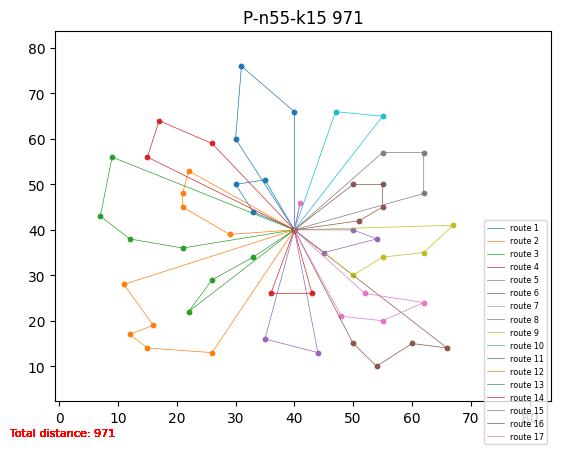 P-n55-k15 971
80
70
60
50
40
30
20
10
0 10 20 30 40 50 60 70 80
route 1
route 2
route 3
route 4
route 5
route 6
route 7
route 8
route 9
route 10
route 11
route 12
route 13
route 14
route 15
route 16
route 17
Total distance: 971